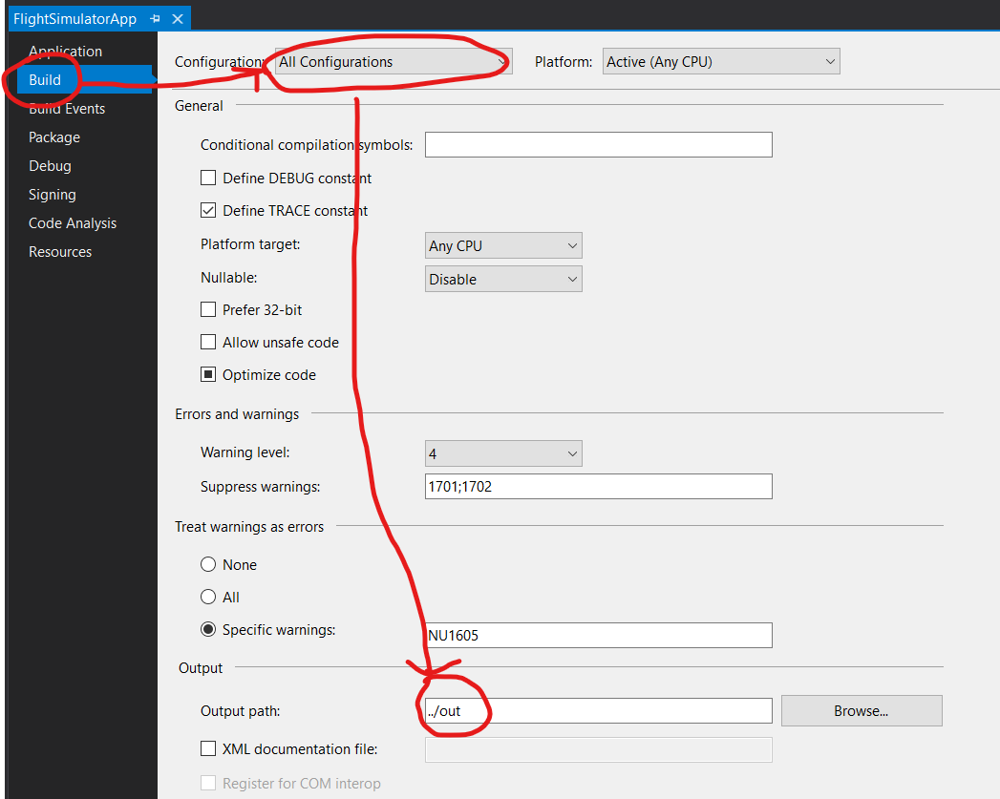 FlightSimulatorApp
Application
Build
Build Events
Package
Debug
Signing
Code Analysis
Resources
Configuration: All Configurations Platform: Active (Any CPU)
General
Conditional compilation symbols:
Define DEBUG constant
Define TRACE constant
Platform target: Any CPU
Nullable: Disable
Prefer 32-bit
Allow unsafe code
Optimize code
Errors and warnings
Warning level: 4
Suppress warnings: 1701;1702
Treat warnings as errors
None
All
Specific warnings: NU1605
Output
Output path: ../out Browse...
XML documentation file:
Register for COM interop